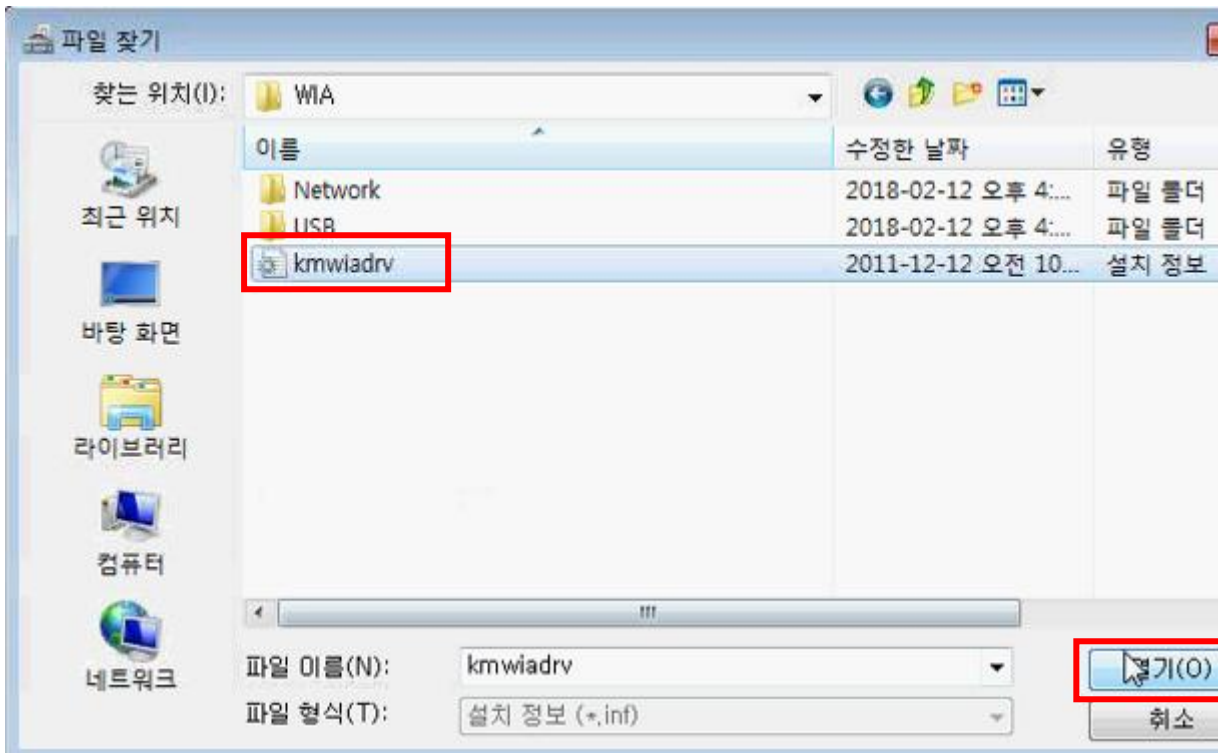 파일 찾기
찾는 위치(I):
WIA
이름
수정한 날짜
유형
Network
2018-02-12 오후 4:...
파일 폴더
USB
2018-02-12 오후 4:...
파일 폴더
kmwiadrv
2011-12-12 오전 10...
설치 정보
최근 위치
바탕 화면
라이브러리
컴퓨터
네트워크
파일 이름(N):
kmwiadrv
열기(O)
파일 형식(T):
설치 정보 (*.inf)
취소